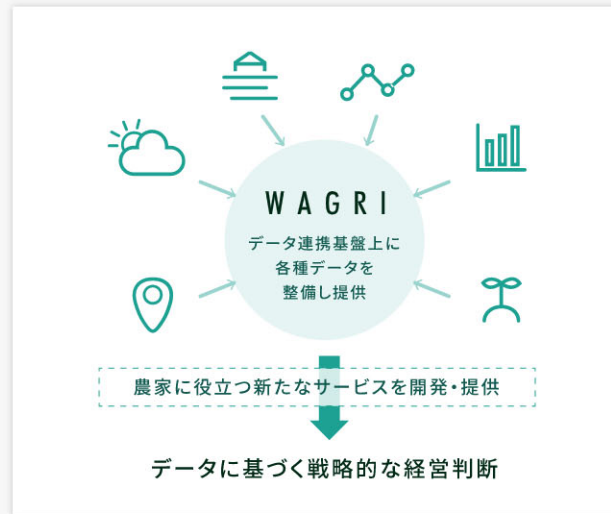 WAGRI
データ連携基盤上に
各種データを
整備し提供
農家に役立つ新たなサービスを開発・提供
データに基づく戦略的な経営判断